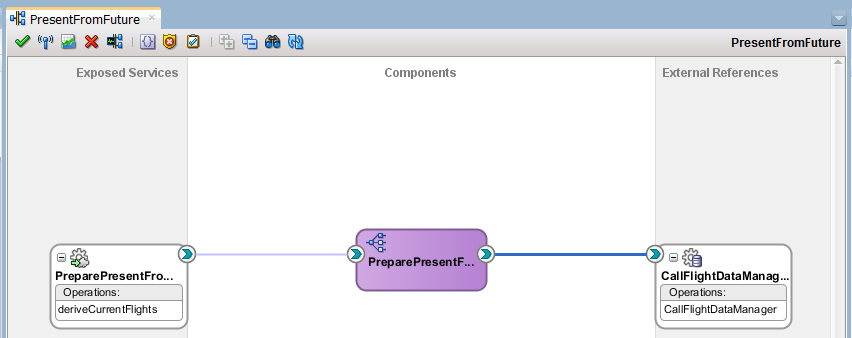 PresentFromFuture
PresentFromFuture
Exposed Services
Components
External References
PreparePresentFro...
Operations:
deriveCurrentFlights
PreparePresentF...
CallFlightDataManag...
Operations:
CallFlightDataManager